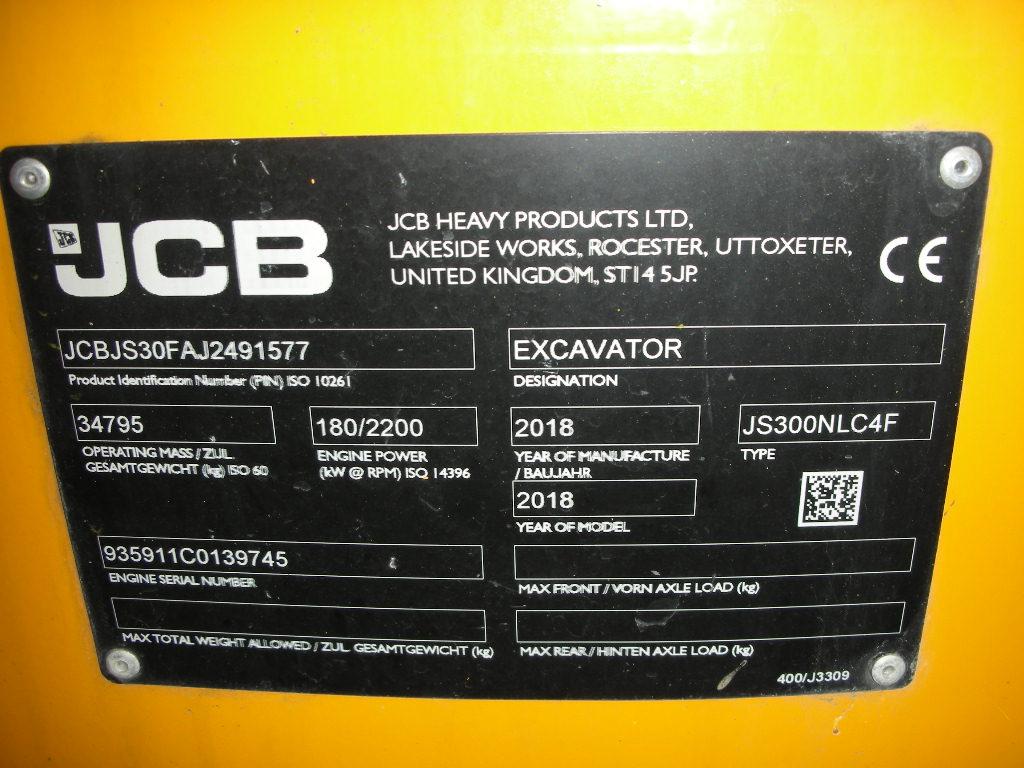 JCB
JCB HEAVY PRODUCTS LTD,
LAKESIDE WORKS, ROCESTER, UTTOXETER,
UNITED KINGDOM, ST14 5JP.
CE
JCBJS30FAJ2491577
Product Identification Number (PIN) ISO 10261
EXCAVATOR
DESIGNATION
34795
OPERATING MASS / ZUL.
GESAMTGEWICHT (kg) ISO 60
180/2200
ENGINE POWER
(kW @ RPM) ISO 14396
2018
YEAR OF MANUFACTURE
/ BAUJAHR
JS300NLC4F
TYPE
2018
YEAR OF MODEL
935911C0139745
ENGINE SERIAL NUMBER
MAX FRONT / VORN AXLE LOAD (kg)
MAX TOTAL WEIGHT ALLOWED / ZUL. GESAMTGEWICHT (kg)
MAX REAR / HINTEN AXLE LOAD (kg)
400/J3309